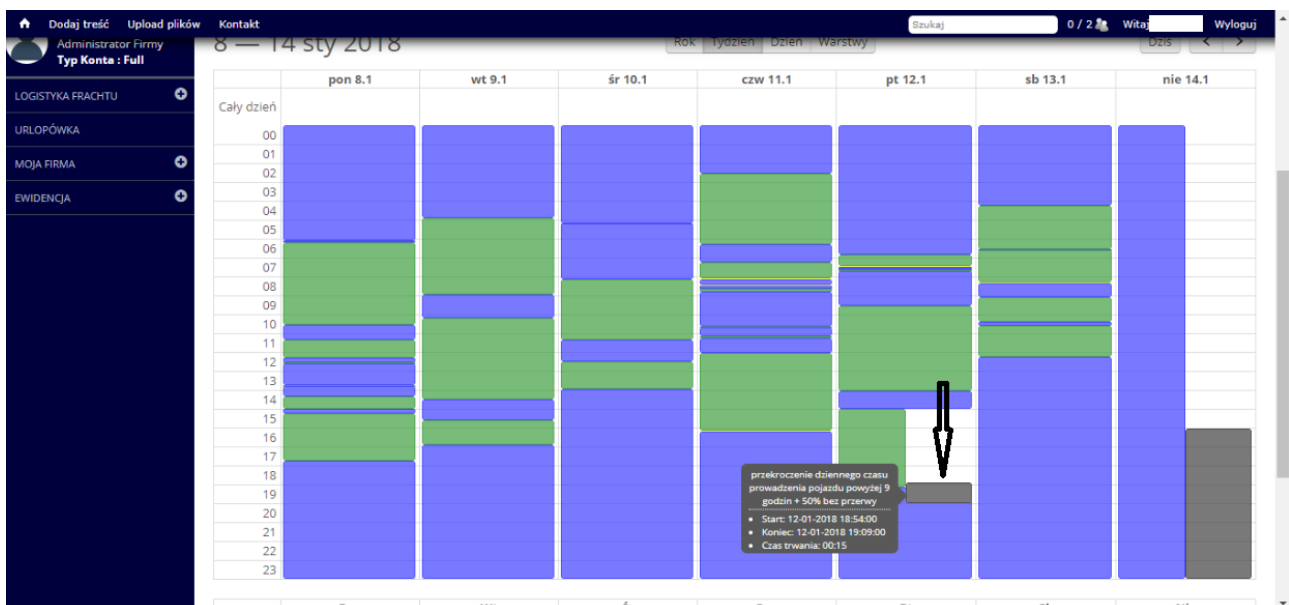 Dodaj treść Upload plików Kontakt Szukaj 0 / 2 Witaj Wyloguj
Administrator Firmy
Typ Konta : Full
8 — 14 sty 2018 Rok Tydzień Dzień Warstwy Dziś < >
LOGISTYKA FRACHTU
URLOPÓWKA
MOJA FIRMA
EWIDENCJA
pon 8.1 wt 9.1 śr 10.1 czw 11.1 pt 12.1 sb 13.1 nie 14.1
Cały dzień
00
01
02
03
04
05
06
07
08
09
10
11
12
13
14
15
16
17
18
19
20
21
22
23
przekroczenie dziennego czasu
prowadzenia pojazdu powyżej 9
godzin + 50% bez przerwy
Start: 12-01-2018 18:54:00
Koniec: 12-01-2018 19:09:00
Czas trwania: 00:15